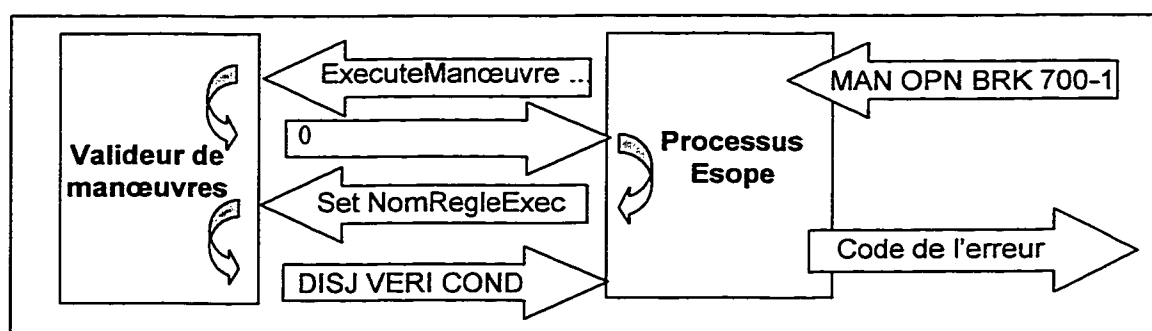 ExecuteManœuvre ...
MAN OPN BRK 700-1
0
Valideur de
manœuvres
Processus
Esope
Set NomRegleExec
Code de l'erreur
DISJ VERI COND